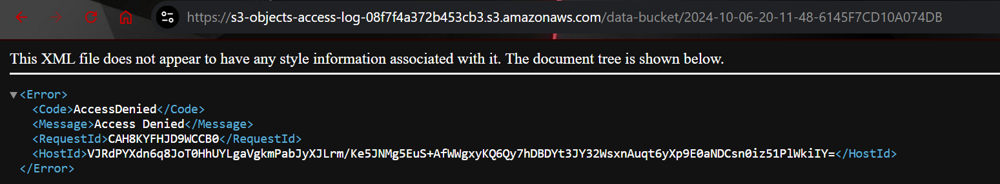 https://s3-objects-access-log-08f7f4a372b453cb3.s3.amazonaws.com/data-bucket/2024-10-06-20-11-48-6145F7CD10A074DB
This XML file does not appear to have any style information associated with it. The document tree is shown below.
<Error>
<Code>AccessDenied</Code>
<Message>Access Denied</Message>
<RequestId>CAH8KYFHJD9WCCB0</RequestId>
<HostId>VJRdPYXdn6q8JoT0HhUYLgaVgkmPabJyXJLrm/Ke5JNMg5EuS+AfWWgxyKQ6Qy7hDBDYt3JY32WsxnAuqt6yXp9E0aNDCsn0iz51PlWkiIY=</HostId>
</Error>